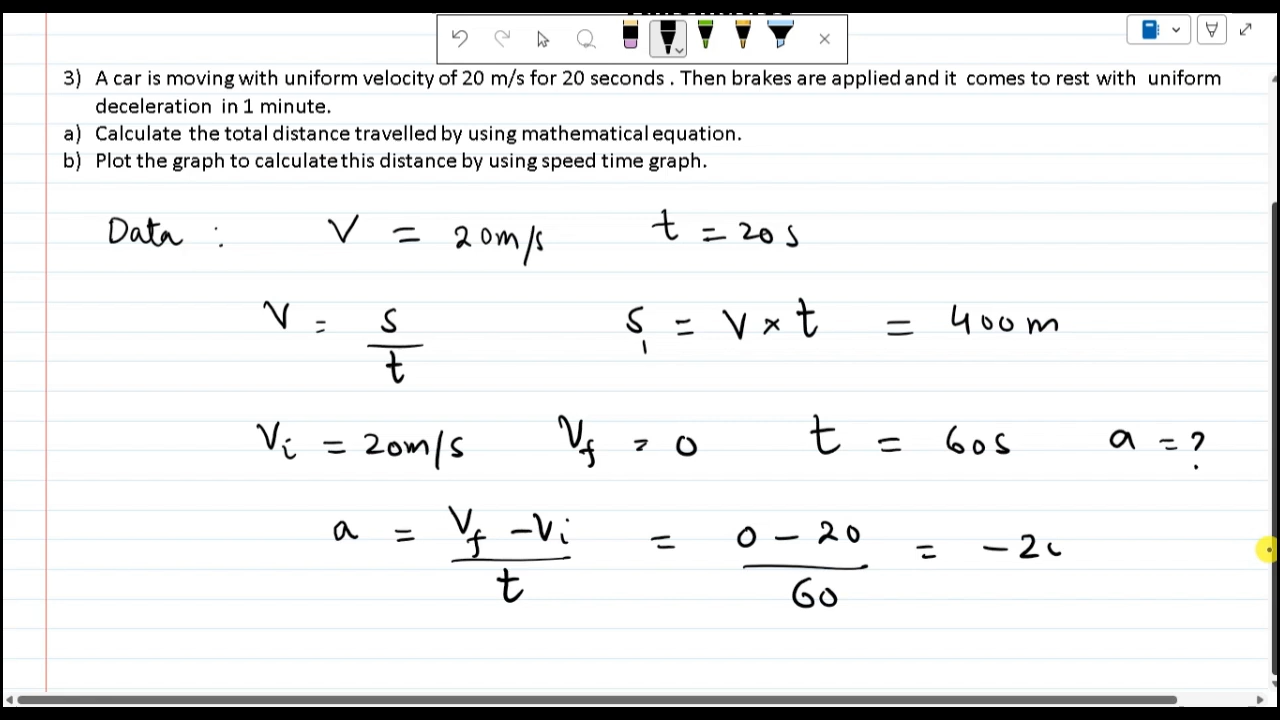 3) A car is moving with uniform velocity of 20 m/s for 20 seconds . Then brakes are applied and it comes to rest with uniform
deceleration in 1 minute.
a) Calculate the total distance travelled by using mathematical equation.
b) Plot the graph to calculate this distance by using speed time graph.
Data : V = 20m/s t = 20s
V = s/t S₁ = V × t = 400m
Vi = 20m/s Vf = 0 t = 60s a = ?
a = Vf - Vi / t = 0 - 20 / 60 = - 2